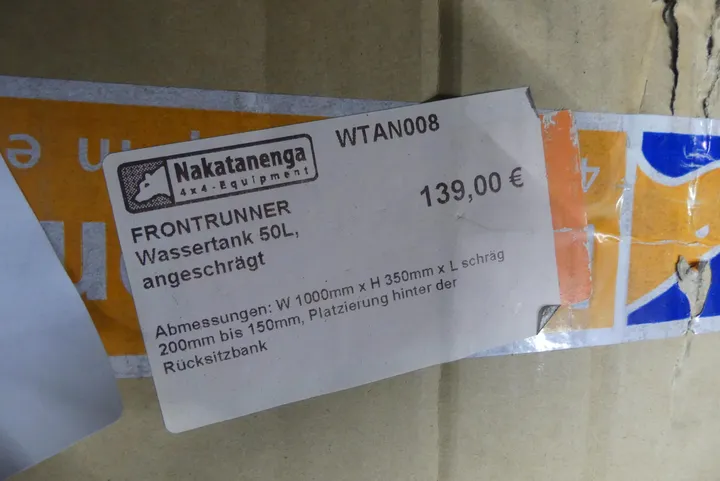 Nakatanenga
4x4-Equipment
WTAN008
139,00 €
FRONTRUNNER
Wassertank 50L,
angeschrägt
Abmessungen: W 1000mm x H 350mm x L schräg
200mm bis 150mm, Platzierung hinter der
Rücksitzbank